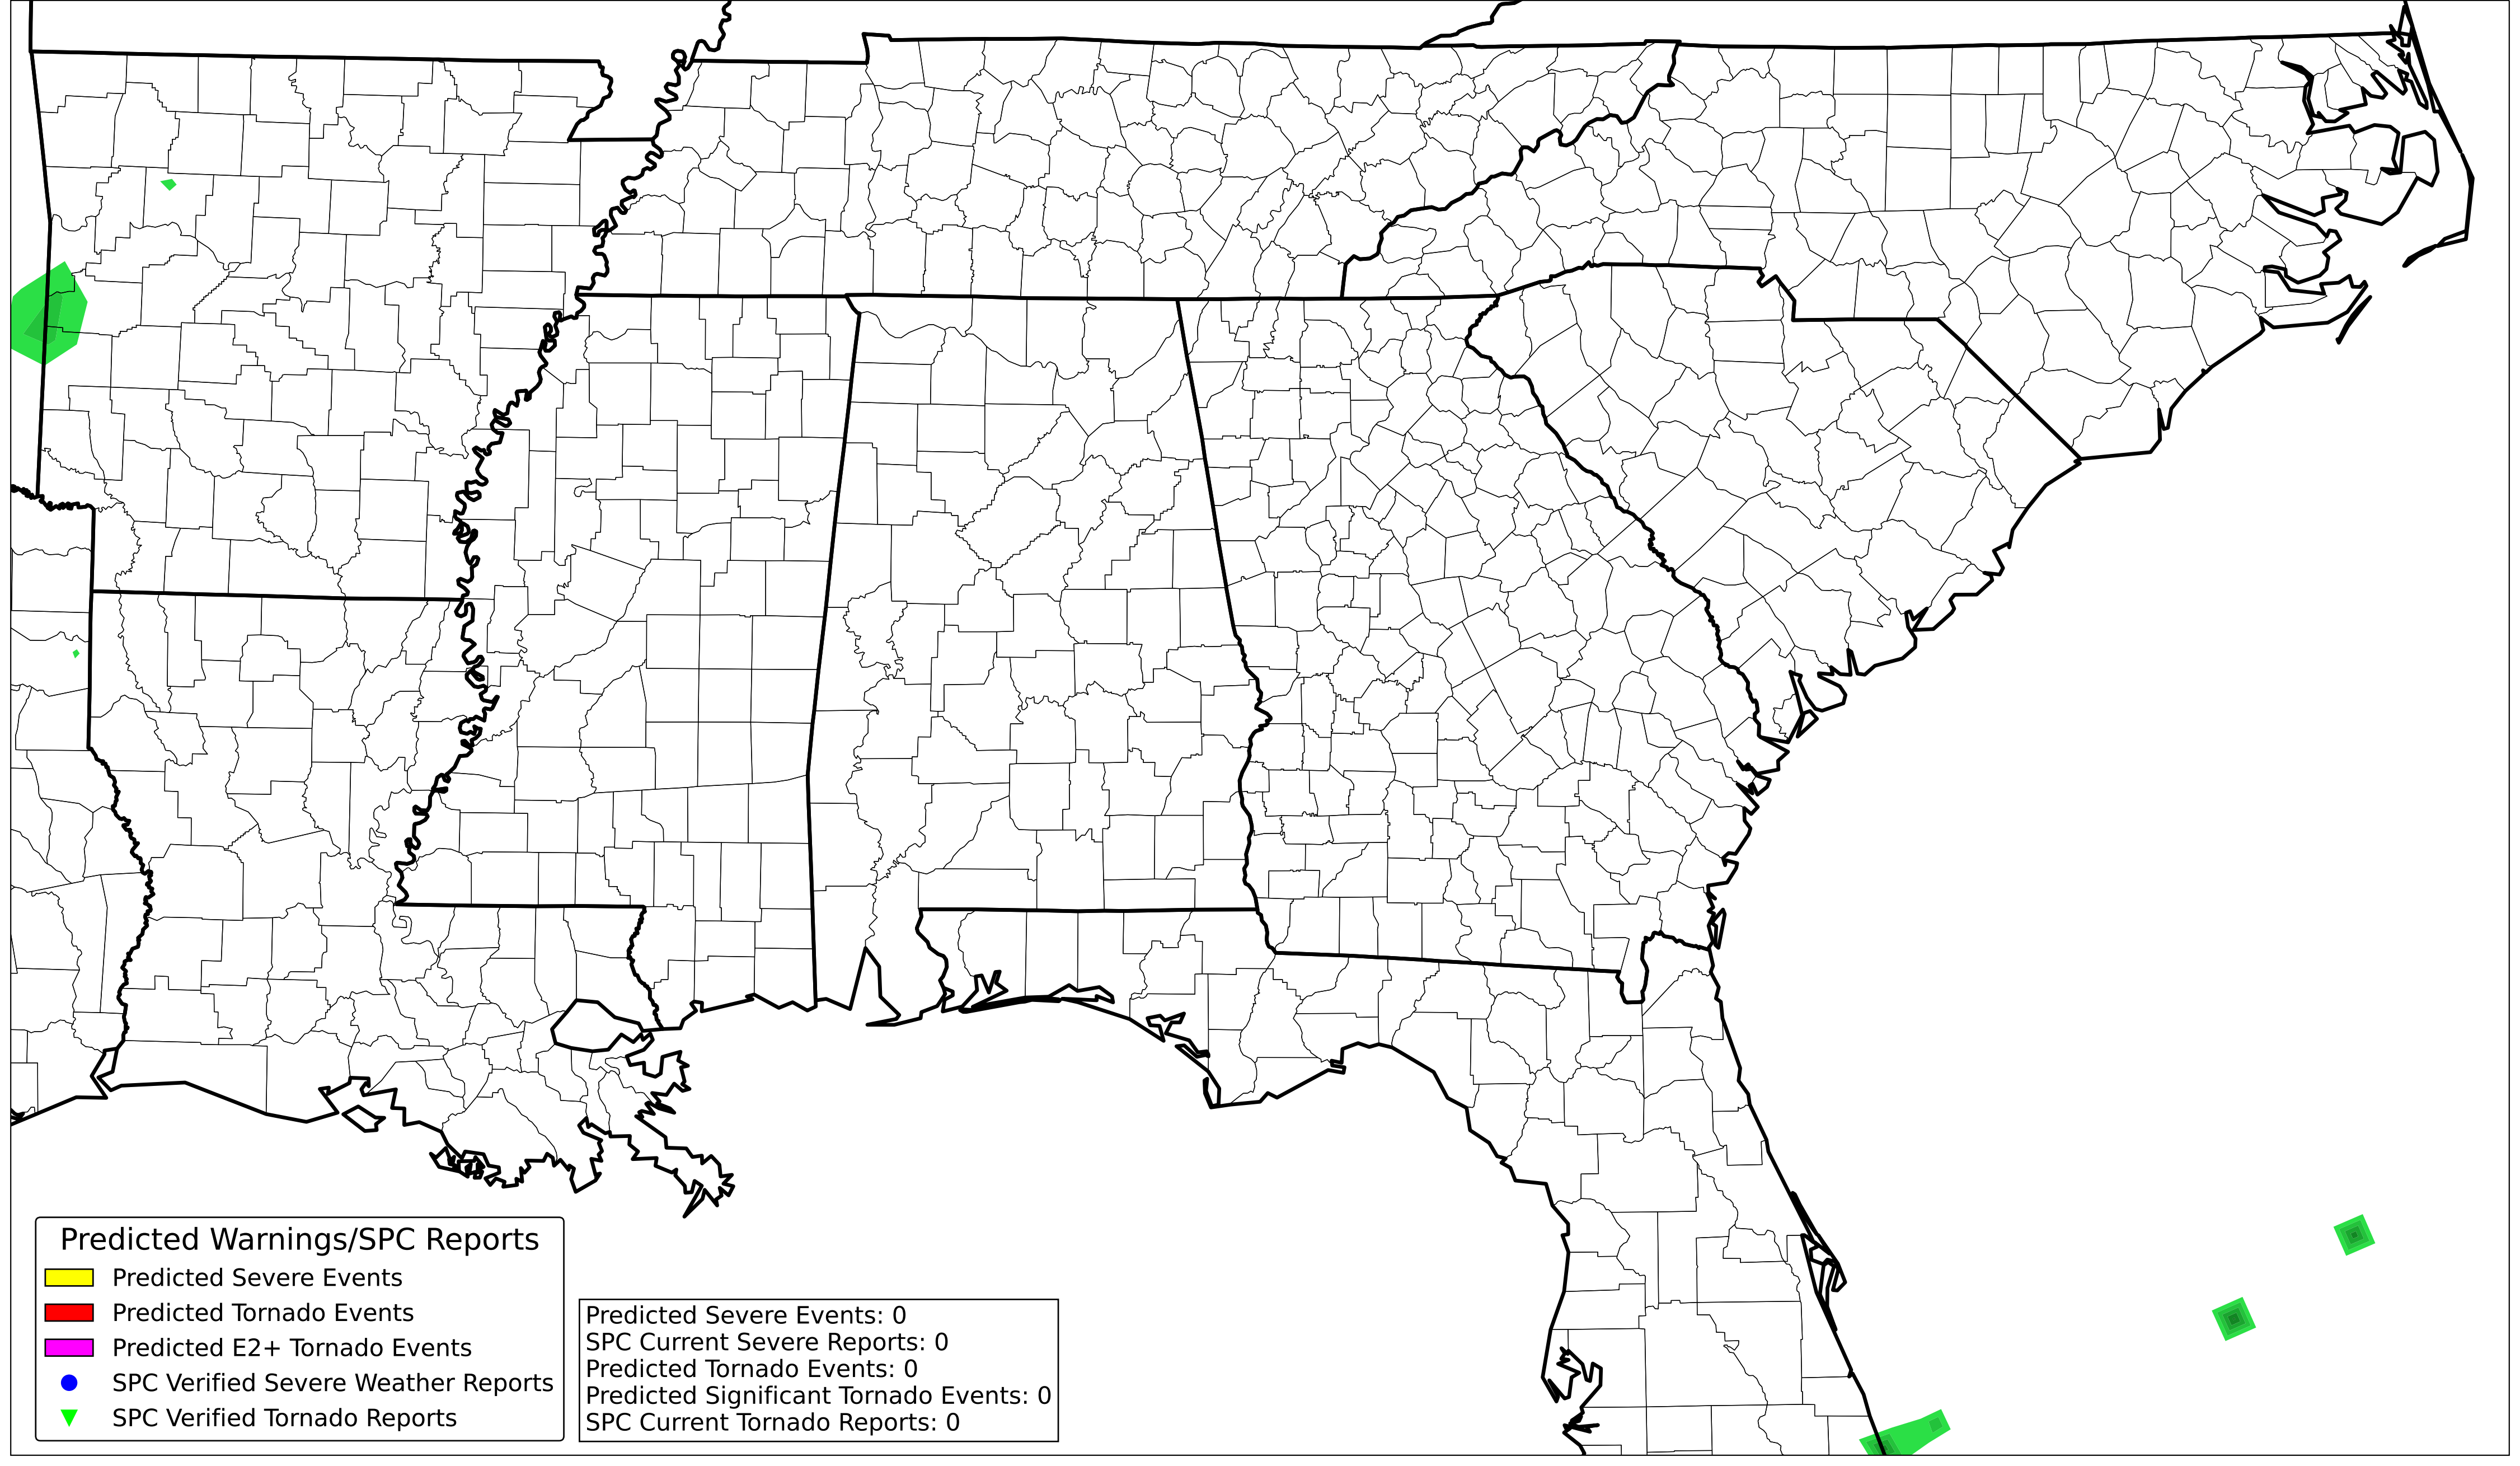 Predicted Warnings/SPC Reports
Predicted Severe Events
Predicted Tornado Events
Predicted E2+ Tornado Events
SPC Verified Severe Weather Reports
SPC Verified Tornado Reports
Predicted Severe Events: 0
SPC Current Severe Reports: 0
Predicted Tornado Events: 0
Predicted Significant Tornado Events: 0
SPC Current Tornado Reports: 0